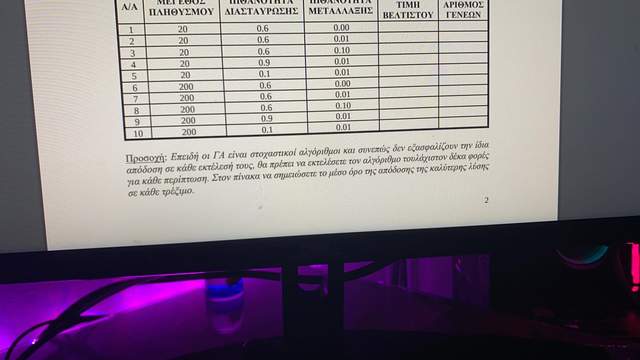 Α/Α ΜΕΓΕΘΟΣ ΠΛΗΘΥΣΜΟΥ ΠΙΘΑΝΟΤΗΤΑ ΔΙΑΣΤΑΥΡΩΣΗΣ ΠΙΘΑΝΟΤΗΤΑ ΜΕΤΑΛΛΑΞΗΣ ΤΙΜΗ ΒΕΛΤΙΣΤΟΥ ΑΡΙΘΜΟΣ ΓΕΝΕΩΝ
1 20 0.6 0.00
2 20 0.6 0.01
3 20 0.6 0.10
4 20 0.9 0.01
5 20 0.1 0.01
6 200 0.6 0.00
7 200 0.6 0.01
8 200 0.6 0.10
9 200 0.9 0.01
10 200 0.1 0.01
Προσοχή: Επειδή οι ΓΑ είναι στοχαστικοί αλγόριθμοι και συνεπώς δεν εξασφαλίζουν την ίδια
απόδοση σε κάθε εκτέλεσή τους, θα πρέπει να εκτελέσετε τον αλγόριθμο τουλάχιστον δέκα φορές
για κάθε περίπτωση. Στον πίνακα να σημειώσετε το μέσο όρο της απόδοσης της καλύτερης λύσης
σε κάθε τρέξιμο.
2